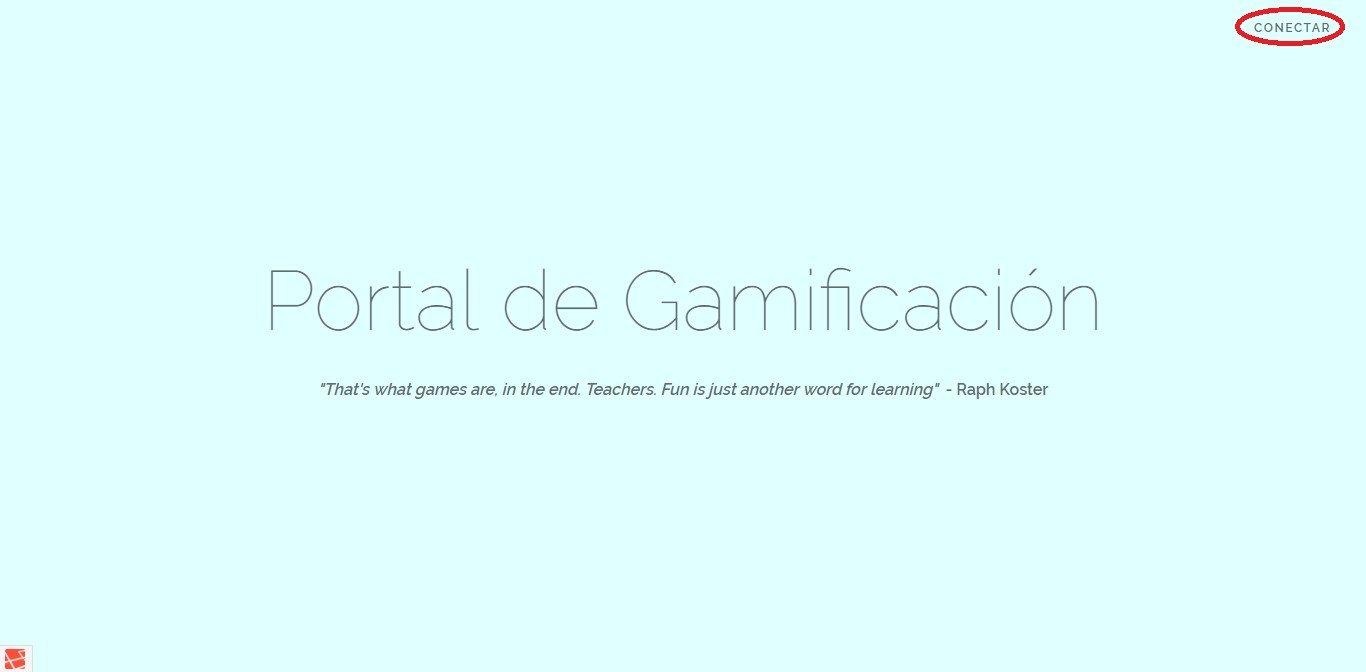 CONECTAR
Portal de Gamificación
"That's what games are, in the end. Teachers. Fun is just another word for learning" - Raph Koster